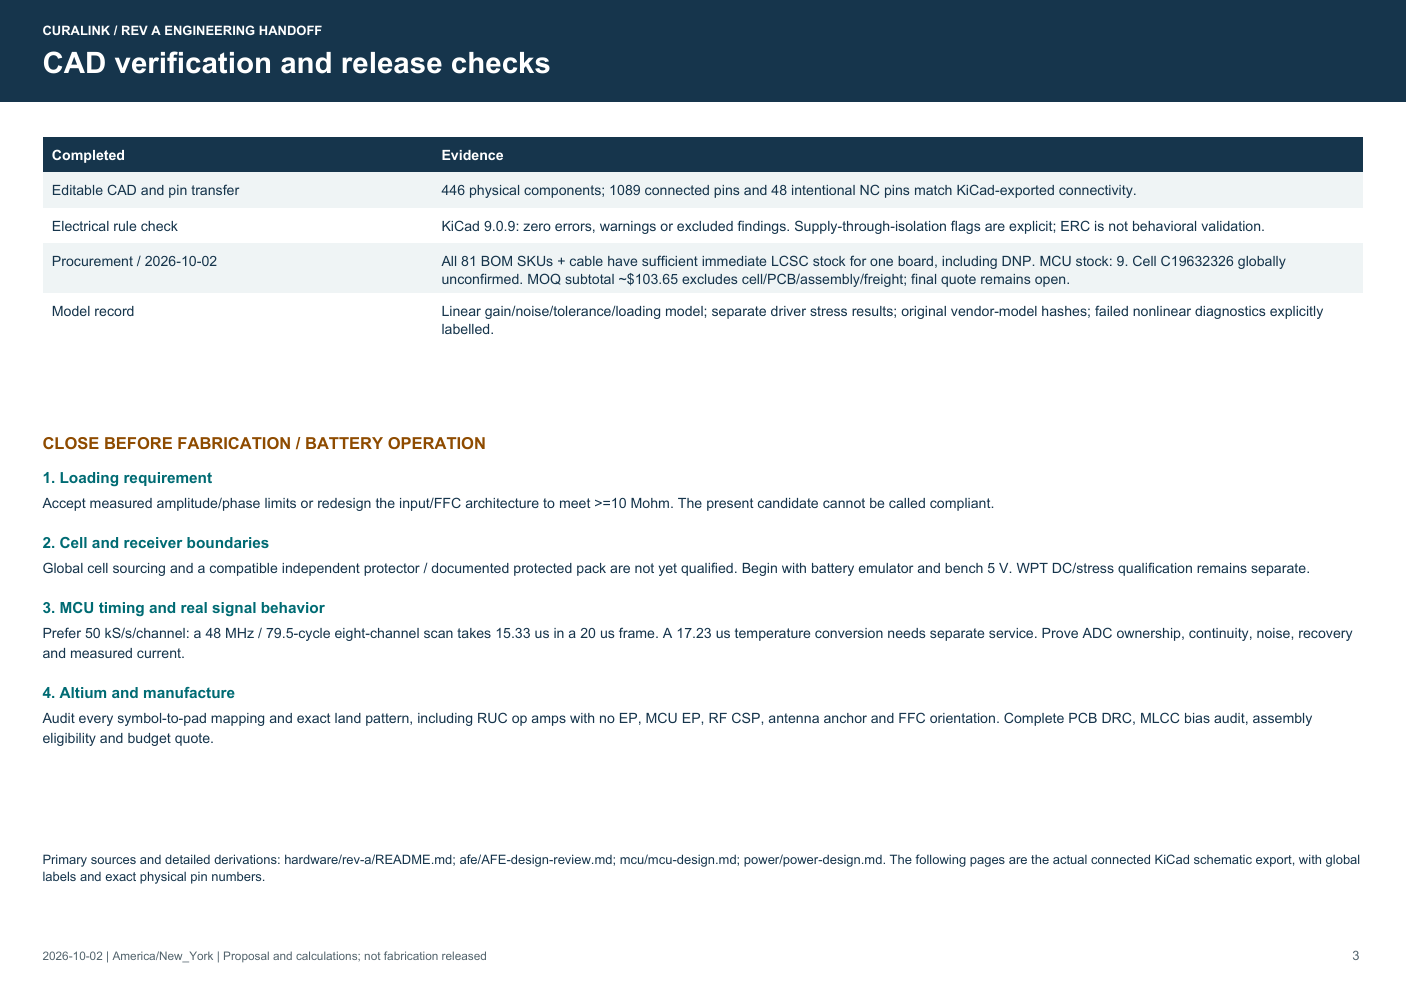 CURALINK / REV A ENGINEERING HANDOFF
CAD verification and release checks
Completed Evidence
Editable CAD and pin transfer 446 physical components; 1089 connected pins and 48 intentional NC pins match KiCad-exported connectivity.
Electrical rule check KiCad 9.0.9: zero errors, warnings or excluded findings. Supply-through-isolation flags are explicit; ERC is not behavioral validation.
Procurement / 2026-10-02 All 81 BOM SKUs + cable have sufficient immediate LCSC stock for one board, including DNP. MCU stock: 9. Cell C19632326 globally
unconfirmed. MOQ subtotal ~$103.65 excludes cell/PCB/assembly/freight; final quote remains open.
Model record Linear gain/noise/tolerance/loading model; separate driver stress results; original vendor-model hashes; failed nonlinear diagnostics explicitly
labelled.
CLOSE BEFORE FABRICATION / BATTERY OPERATION
1. Loading requirement
Accept measured amplitude/phase limits or redesign the input/FFC architecture to meet >=10 Mohm. The present candidate cannot be called compliant.
2. Cell and receiver boundaries
Global cell sourcing and a compatible independent protector / documented protected pack are not yet qualified. Begin with battery emulator and bench 5 V. WPT DC/stress qualification remains separate.
3. MCU timing and real signal behavior
Prefer 50 kS/s/channel: a 48 MHz / 79.5-cycle eight-channel scan takes 15.33 us in a 20 us frame. A 17.23 us temperature conversion needs separate service. Prove ADC ownership, continuity, noise, recovery
and measured current.
4. Altium and manufacture
Audit every symbol-to-pad mapping and exact land pattern, including RUC op amps with no EP, MCU EP, RF CSP, antenna anchor and FFC orientation. Complete PCB DRC, MLCC bias audit, assembly
eligibility and budget quote.
Primary sources and detailed derivations: hardware/rev-a/README.md; afe/AFE-design-review.md; mcu/mcu-design.md; power/power-design.md. The following pages are the actual connected KiCad schematic export, with global
labels and exact physical pin numbers.
2026-10-02 | America/New_York | Proposal and calculations; not fabrication released 3